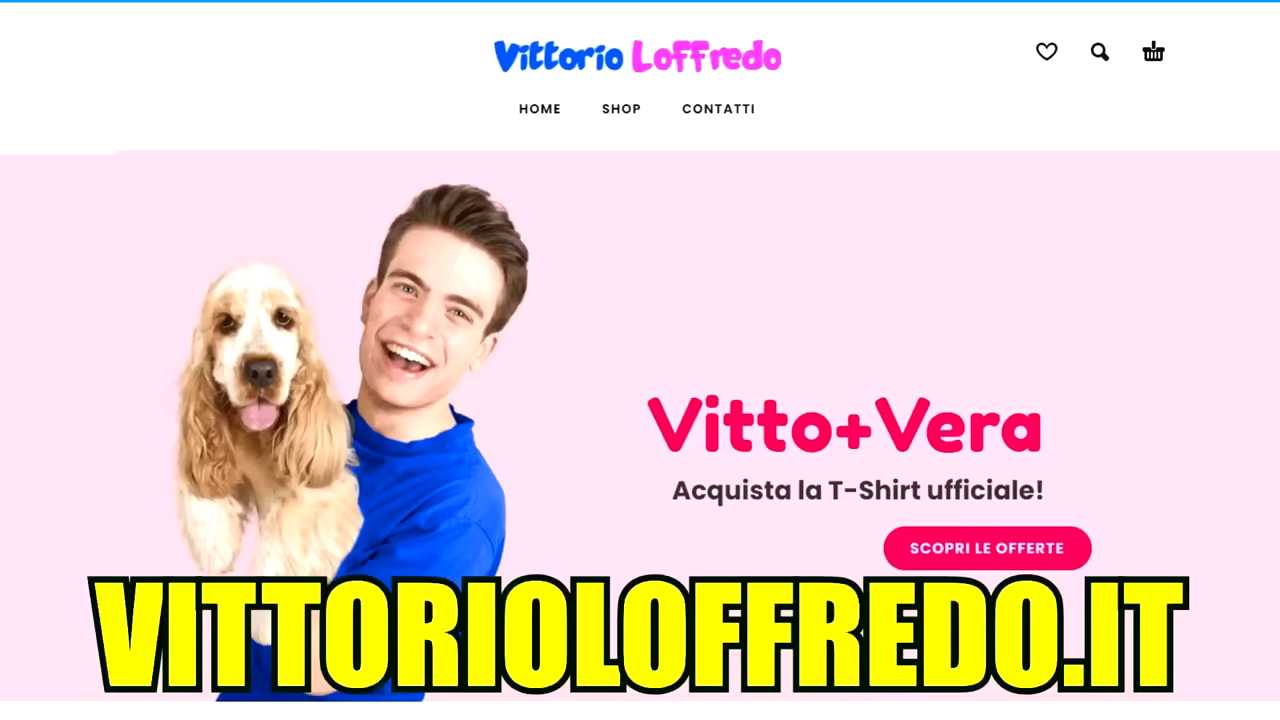 Vittorio Loffredo
HOME SHOP CONTATTI
Vitto+Vera
Acquista la T-Shirt ufficiale!
SCOPRI LE OFFERTE
VITTORIOLOFFREDO.IT